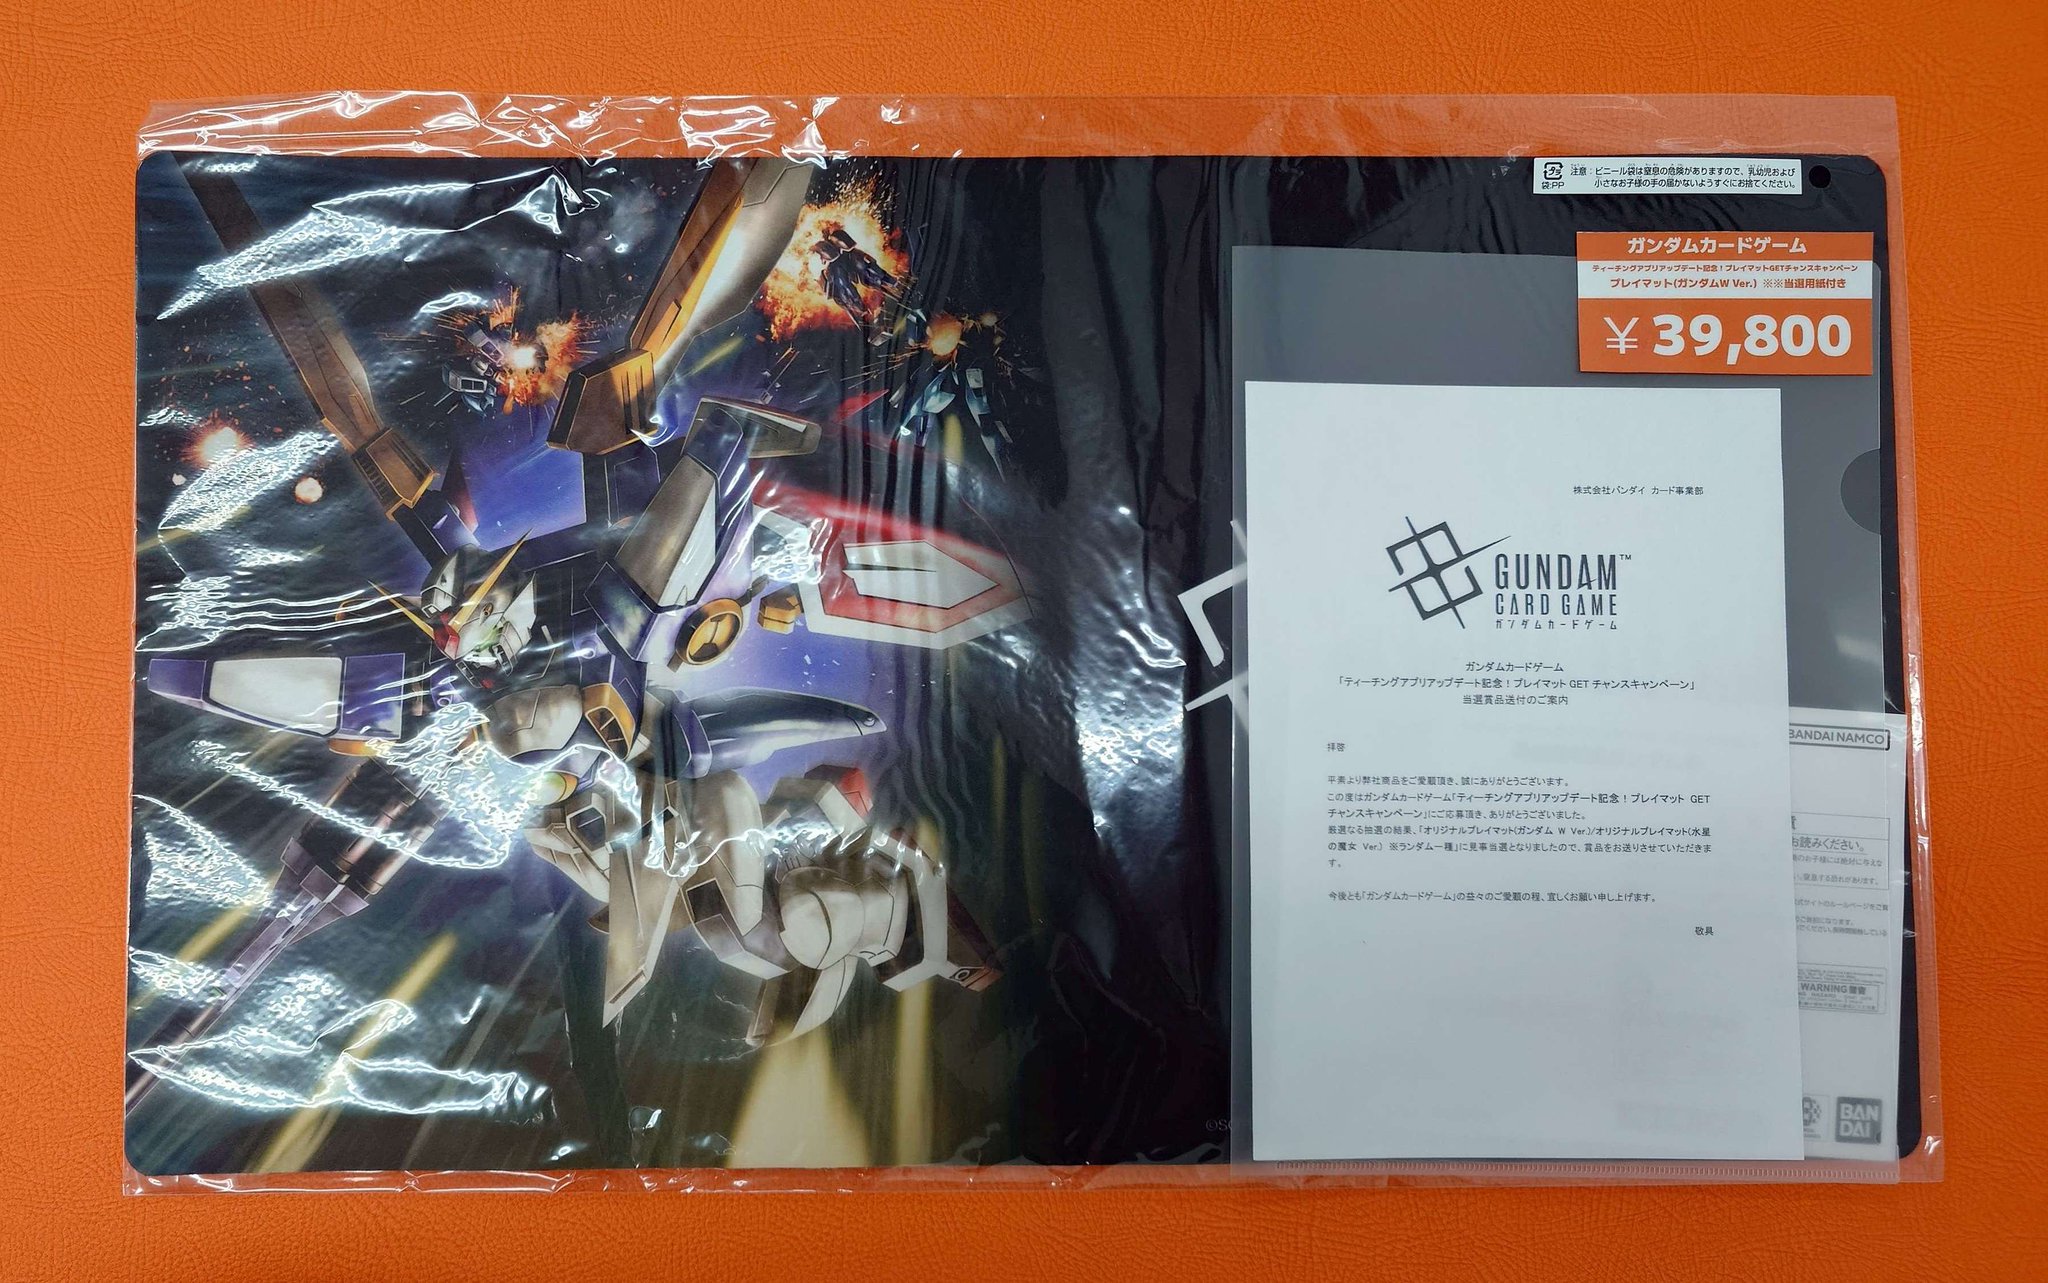 プラ
袋:PP
注意:ビニール袋は窒息の危険がありますので、乳幼児および
小さなお子様の手の届かないようすぐにお捨てください。
ガンダムカードゲーム
ティーチングアプリアップデート記念!プレイマットGETチャンスキャンペーン
プレイマット(ガンダムW Ver.) ※※当選用紙付き
¥39,800
株式会社バンダイ カード事業部
GUNDAM™
CARD GAME
ガンダムカードゲーム
ガンダムカードゲーム
「ティーチングアプリアップデート記念!プレイマット GET チャンスキャンペーン」
当選賞品送付のご案内
拝啓
平素より弊社商品をご愛顧頂き、誠にありがとうございます。
この度はガンダムカードゲーム「ティーチングアプリアップデート記念!プレイマット GET
チャンスキャンペーン」にご応募頂き、ありがとうございました。
厳選なる抽選の結果、「オリジナルプレイマット(ガンダム W Ver.)/オリジナルプレイマット(水星
の魔女 Ver.) ※ランダム一種」に見事当選となりましたので、賞品をお送りさせていただきま
す。
今後とも「ガンダムカードゲーム」の益々のご愛顧の程、宜しくお願い申し上げます。
敬具
BANDAI NAMCO
お読みください。
WARNING 警告
BAN
DAI
©SO